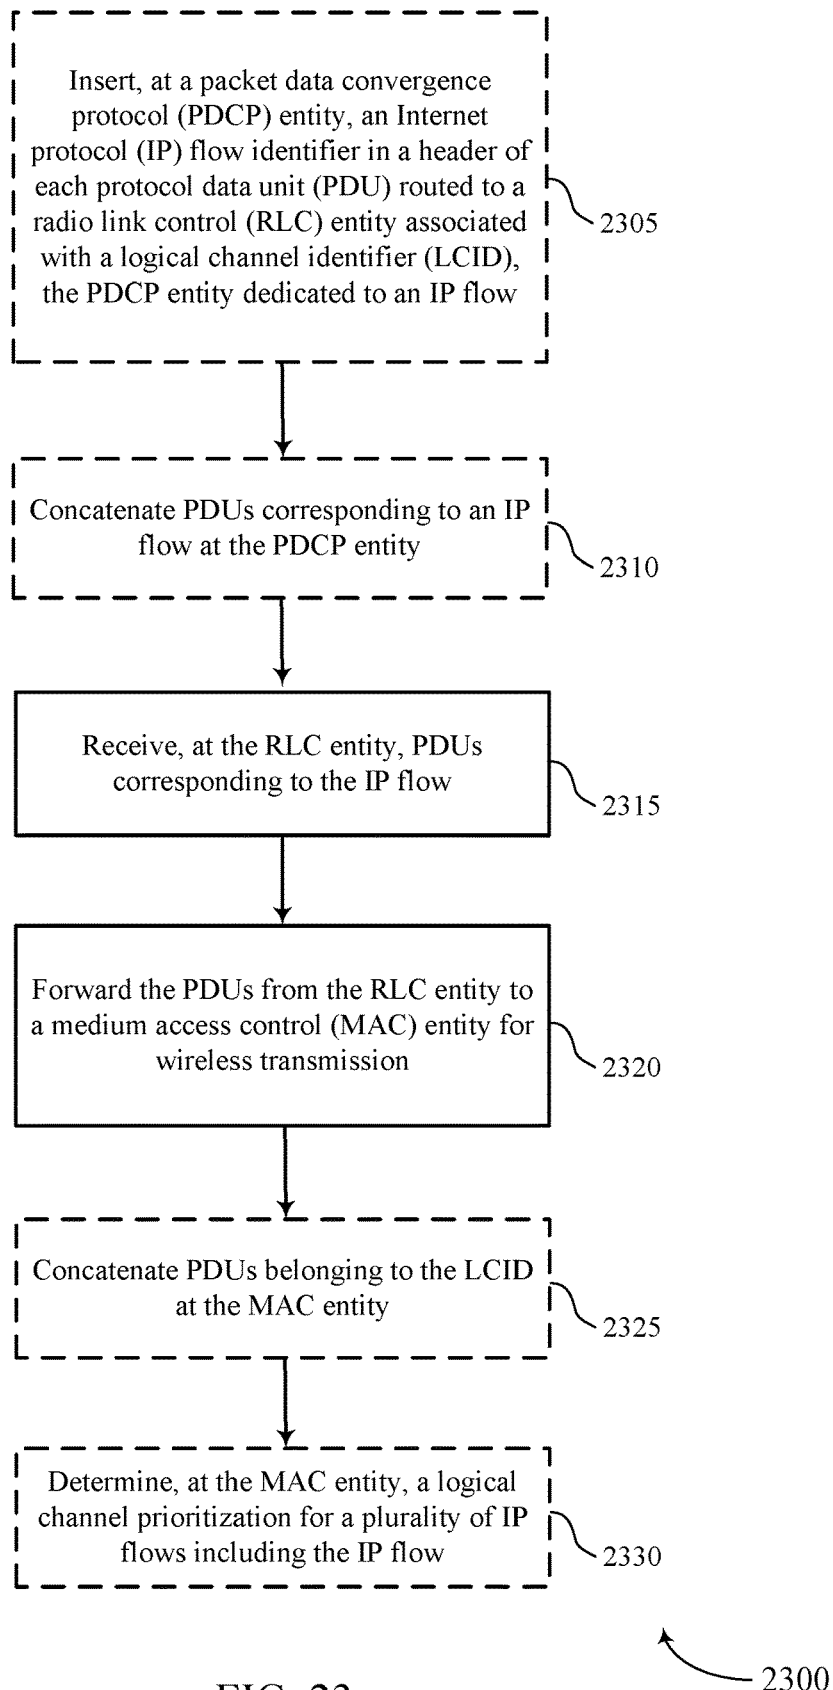 Insert, at a packet data convergence
protocol (PDCP) entity, an Internet
protocol (IP) flow identifier in a header of
each protocol data unit (PDU) routed to a
radio link control (RLC) entity associated
with a logical channel identifier (LCID),
the PDCP entity dedicated to an IP flow
2305
Concatenate PDUs corresponding to an IP
flow at the PDCP entity
2310
Receive, at the RLC entity, PDUs
corresponding to the IP flow
2315
Forward the PDUs from the RLC entity to
a medium access control (MAC) entity for
wireless transmission
2320
Concatenate PDUs belonging to the LCID
at the MAC entity
2325
Determine, at the MAC entity, a logical
channel prioritization for a plurality of IP
flows including the IP flow
2330
2300
FIG. 23